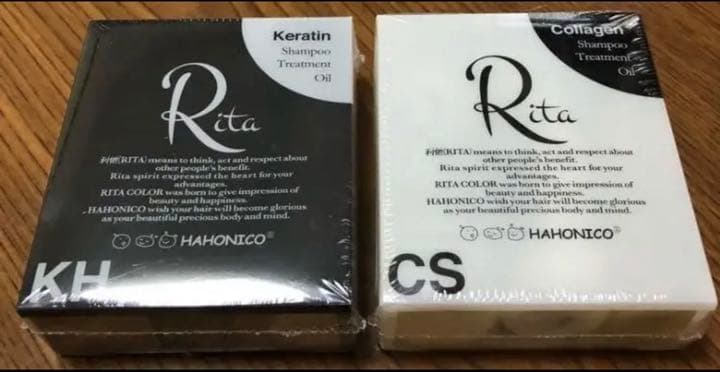 Keratin
Shampoo
Treatment
Oil
Rita
利他(RITA) means to think, act and respect about
other people's benefit.
Rita spirit expressed the heart for your
advantages.
RITA COLOR was born to give impression of
beauty and happiness.
HAHONICO wish your hair will become glorious
as your beautiful precious body and mind.
HAHONICO®
KH
Collagen
Shampoo
Treatment
Oil
Rita
利他(RITA) means to think, act and respect about
other people's benefit.
Rita spirit expressed the heart for your
advantages.
RITA COLOR was born to give impression of
beauty and happiness.
HAHONICO wish your hair will become glorious
as your beautiful precious body and mind.
HAHONICO®
CS